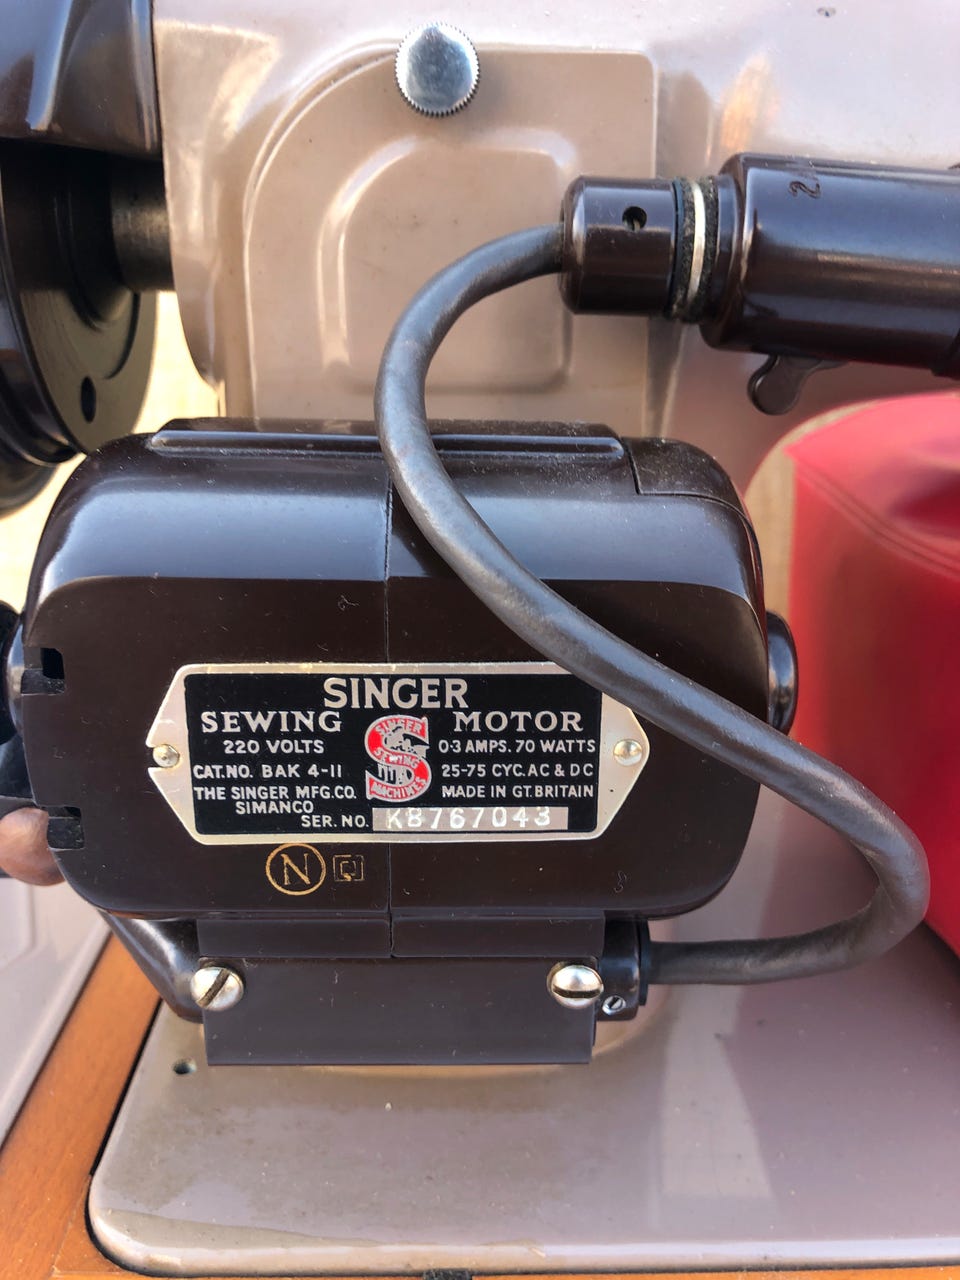 SINGER
SEWING MOTOR
220 VOLTS 0·3 AMPS. 70 WATTS
CAT. NO. BAK 4-11 25-75 CYC. AC & DC
THE SINGER MFG. CO. MADE IN GT. BRITAIN
SIMANCO
SER. NO. KB767043
SINGER
SEWING
MACHINES
N